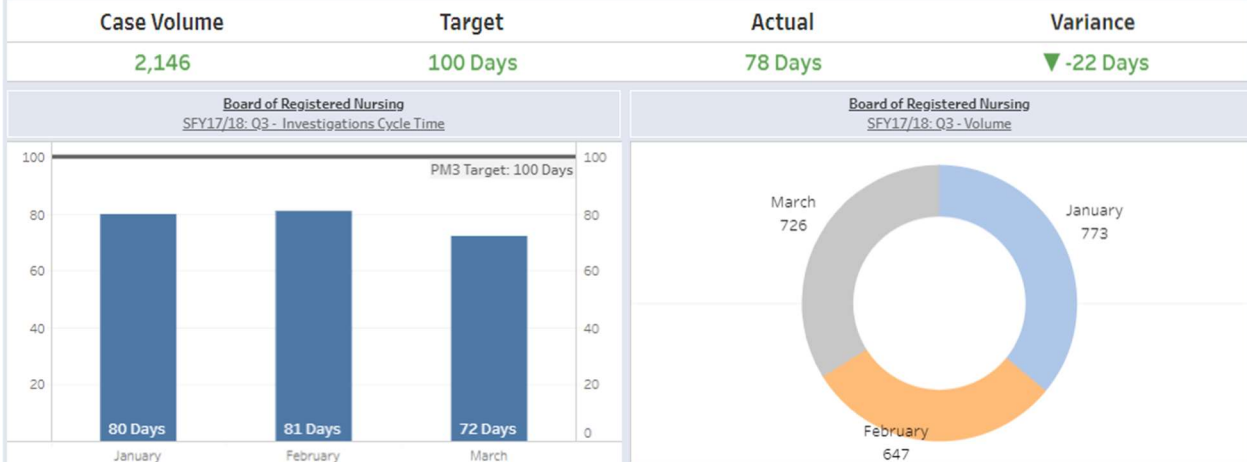 Case Volume Target Actual Variance
2,146 100 Days 78 Days ▼ -22 Days
Board of Registered Nursing
SFY17/18: Q3 - Investigations Cycle Time
100 100
PM3 Target: 100 Days
80 80
60 60
40 40
20 20
0
80 Days 81 Days 72 Days
January February March
Board of Registered Nursing
SFY17/18: Q3 - Volume
March
726
January
773
February
647